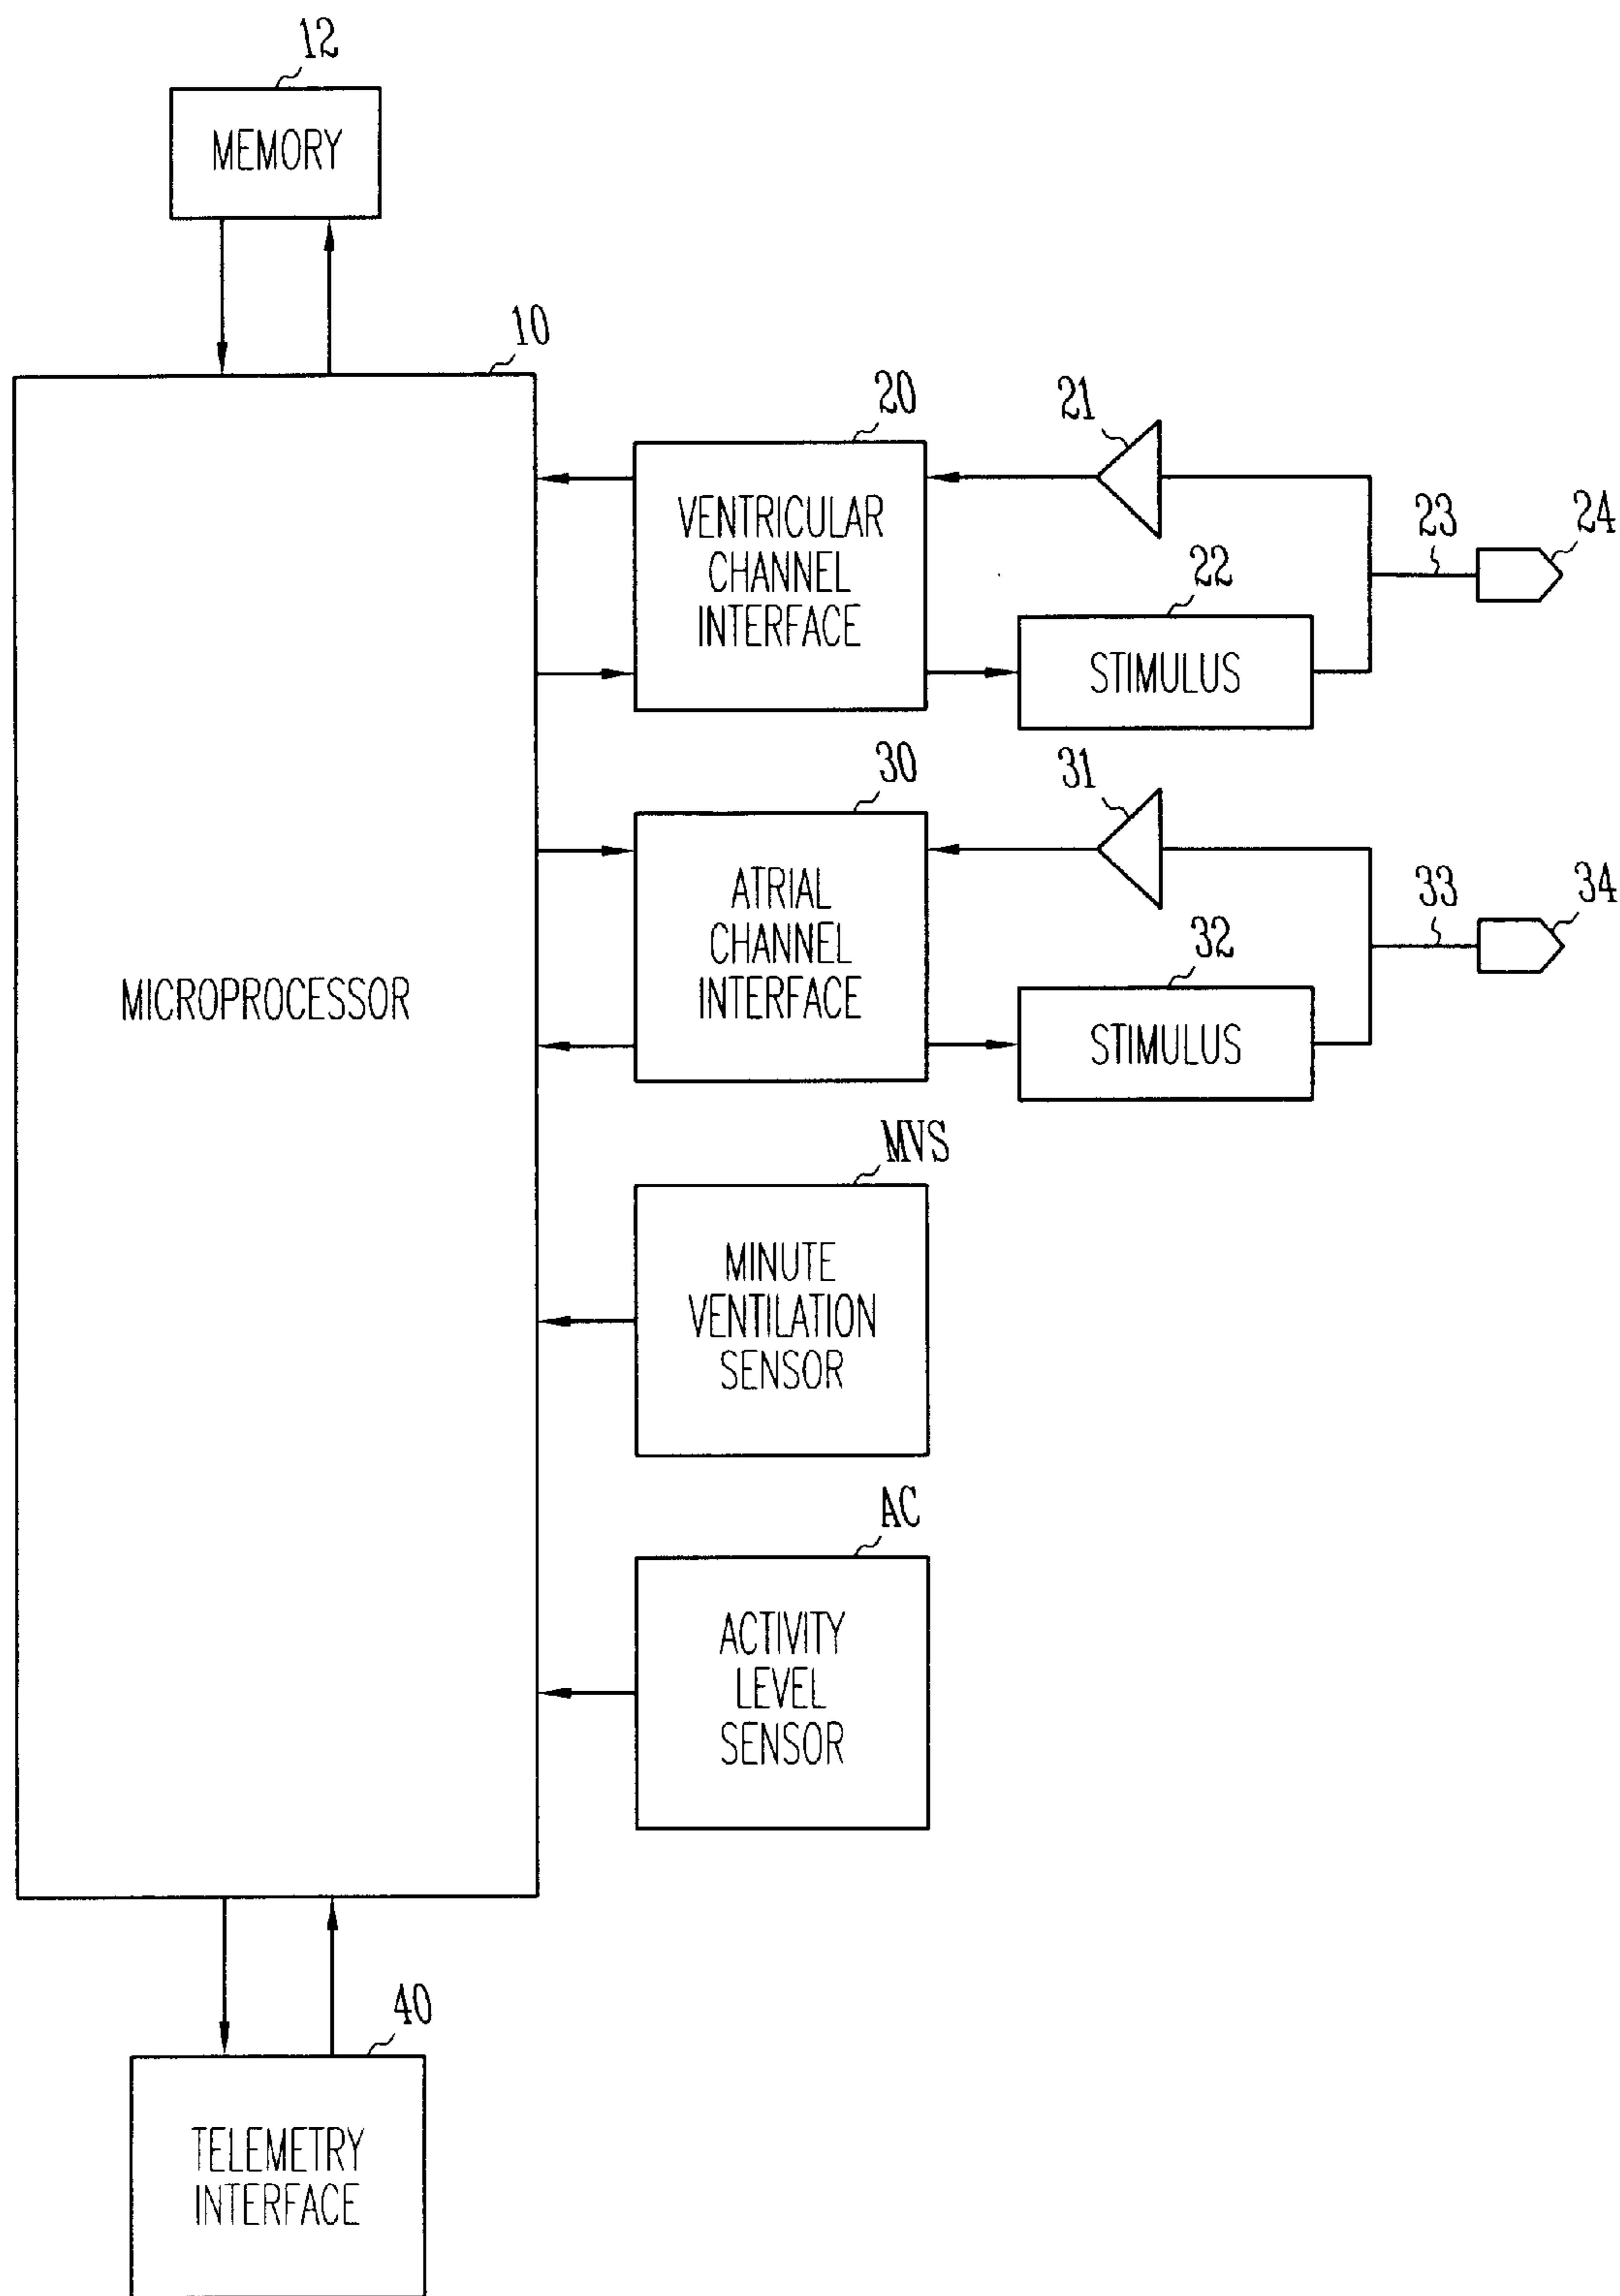 12
MEMORY
10
20
21
VENTRICULAR
CHANNEL
INTERFACE
23
24
22
STIMULUS
30
31
ATRIAL
CHANNEL
INTERFACE
33
34
32
STIMULUS
MICROPROCESSOR
MVS
MINUTE
VENTILATION
SENSOR
AC
ACTIVITY
LEVEL
SENSOR
40
TELEMETRY
INTERFACE